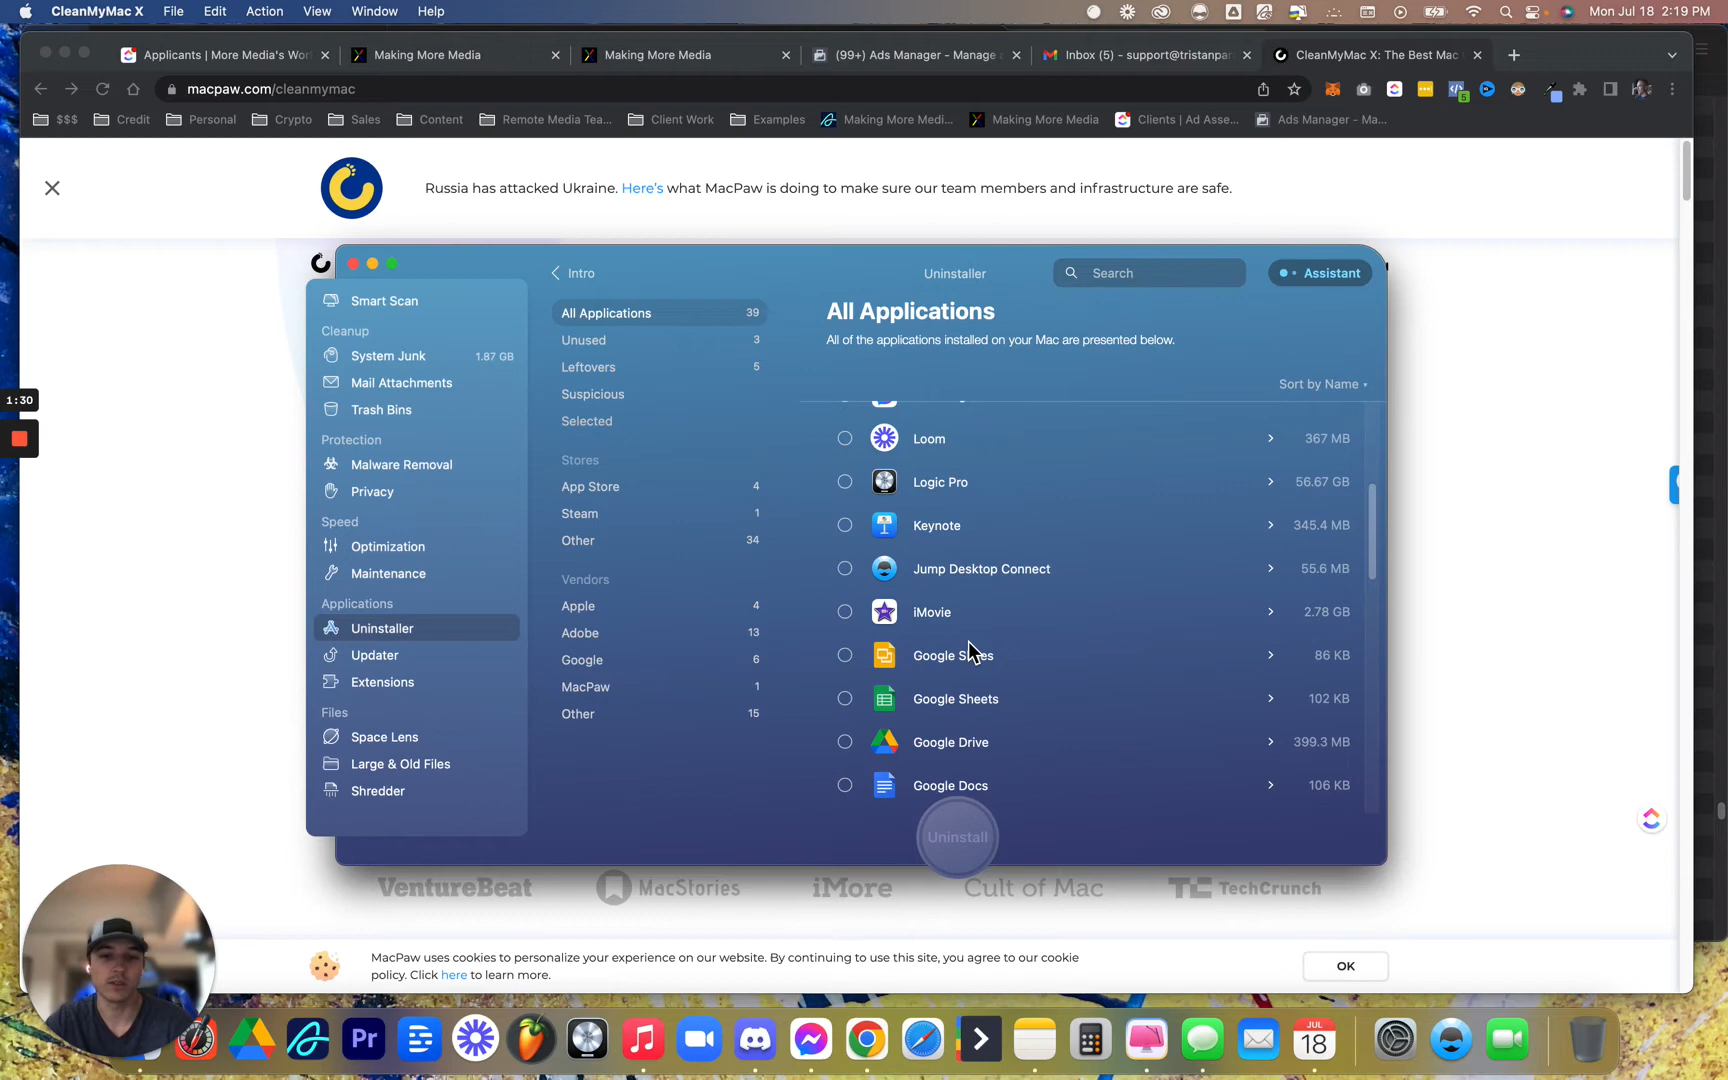 CleanMyMac X File Edit Action View Window Help Mon Jul 18 2:19 PM
Applicants | More Media's Wor Making More Media Making More Media (99+) Ads Manager - Manage a Inbox (5) - support@tristanpar CleanMyMac X: The Best Mac
macpaw.com/cleanmymac 5
$$$ Credit Personal Crypto Sales Content Remote Media Tea... Client Work Examples Making More Medi... Making More Media Clients | Ad Asse... Ads Manager - Ma...
Russia has attacked Ukraine. Here's what MacPaw is doing to make sure our team members and infrastructure are safe.
Intro Uninstaller Search Assistant
Smart Scan
Cleanup
System Junk 1.87 GB
Mail Attachments
Trash Bins
Protection
Malware Removal
Privacy
Speed
Optimization
Maintenance
Applications
Uninstaller
Updater
Extensions
Files
Space Lens
Large & Old Files
Shredder
All Applications 39
Unused 3
Leftovers 5
Suspicious
Selected
Stores
App Store 4
Steam 1
Other 34
Vendors
Apple 4
Adobe 13
Google 6
MacPaw 1
Other 15
All Applications
All of the applications installed on your Mac are presented below.
Sort by Name
Loom 367 MB
Logic Pro 56.67 GB
Keynote 345.4 MB
Jump Desktop Connect 55.6 MB
iMovie 2.78 GB
Google Slides 86 KB
Google Sheets 102 KB
Google Drive 399.3 MB
Google Docs 106 KB
Uninstall
1:30
VentureBeat MacStories iMore Cult of Mac TechCrunch
MacPaw uses cookies to personalize your experience on our website. By continuing to use this site, you agree to our cookie
policy. Click here to learn more.
OK
Pr JUL
18